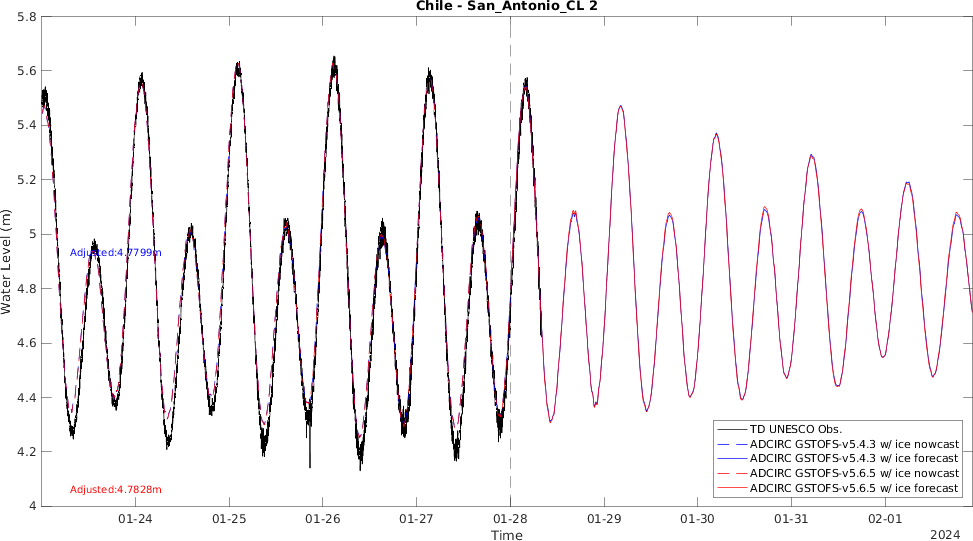 Chile - San_Antonio_CL 2
Water Level (m)
5.8
5.6
5.4
5.2
5
4.8
4.6
4.4
4.2
4
Adjusted:4.7799m
Adjusted:4.7828m
TD UNESCO Obs.
ADCIRC GSTOFS-v5.4.3 w/ ice nowcast
ADCIRC GSTOFS-v5.4.3 w/ ice forecast
ADCIRC GSTOFS-v5.6.5 w/ ice nowcast
ADCIRC GSTOFS-v5.6.5 w/ ice forecast
01-24 01-25 01-26 01-27 01-28 01-29 01-30 01-31 02-01
Time
2024